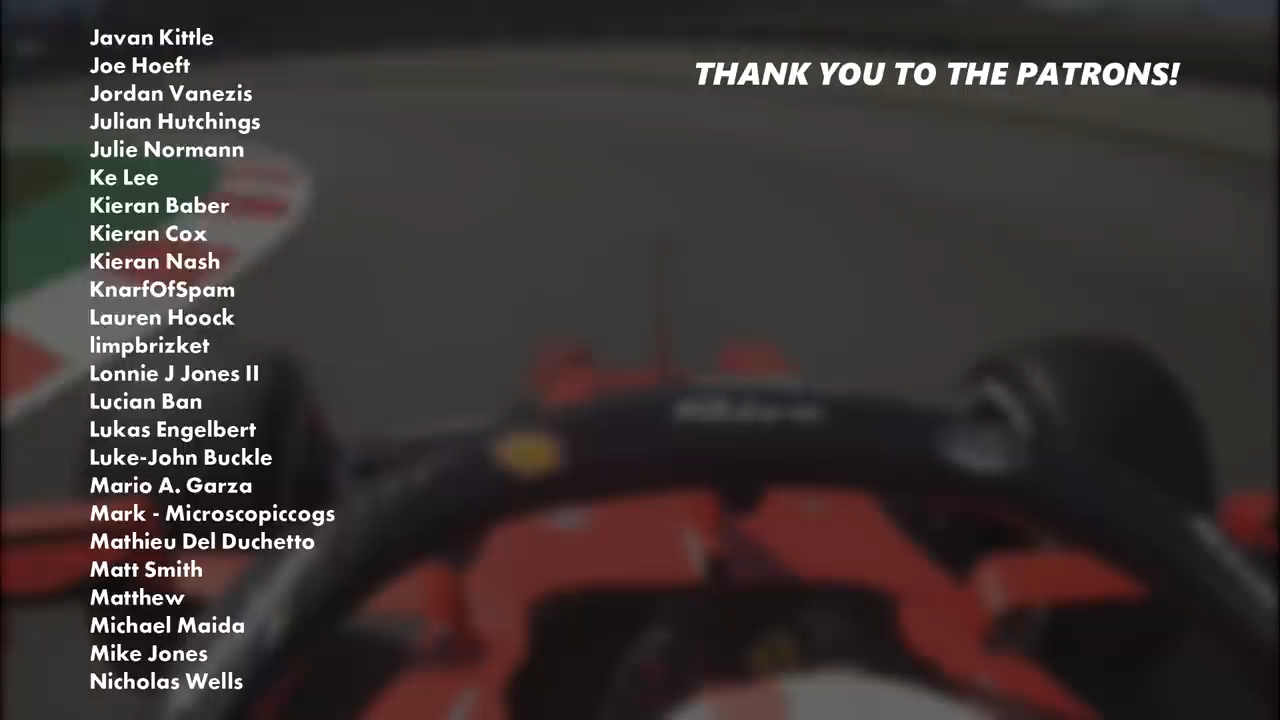 Javan Kittle
Joe Hoeft
Jordan Vanezis
Julian Hutchings
Julie Normann
Ke Lee
Kieran Baber
Kieran Cox
Kieran Nash
KnarfOfSpam
Lauren Hoock
limpbrizket
Lonnie J Jones II
Lucian Ban
Lukas Engelbert
Luke-John Buckle
Mario A. Garza
Mark - Microscopiccogs
Mathieu Del Duchetto
Matt Smith
Matthew
Michael Maida
Mike Jones
Nicholas Wells
THANK YOU TO THE PATRONS!